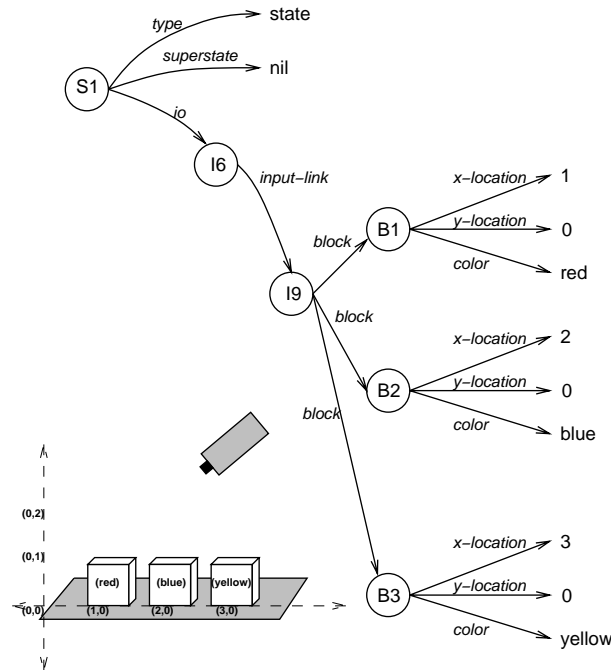 type
state
superstate
nil
S1
io
I6
input-link
x-location
1
B1
y-location
0
block
color
red
I9
block
x-location
2
B2
y-location
0
block
color
blue
(0,2)
(0,1)
(red)
(blue)
(yellow)
(0,0)
(1,0)
(2,0)
(3,0)
x-location
3
B3
y-location
0
color
yellow